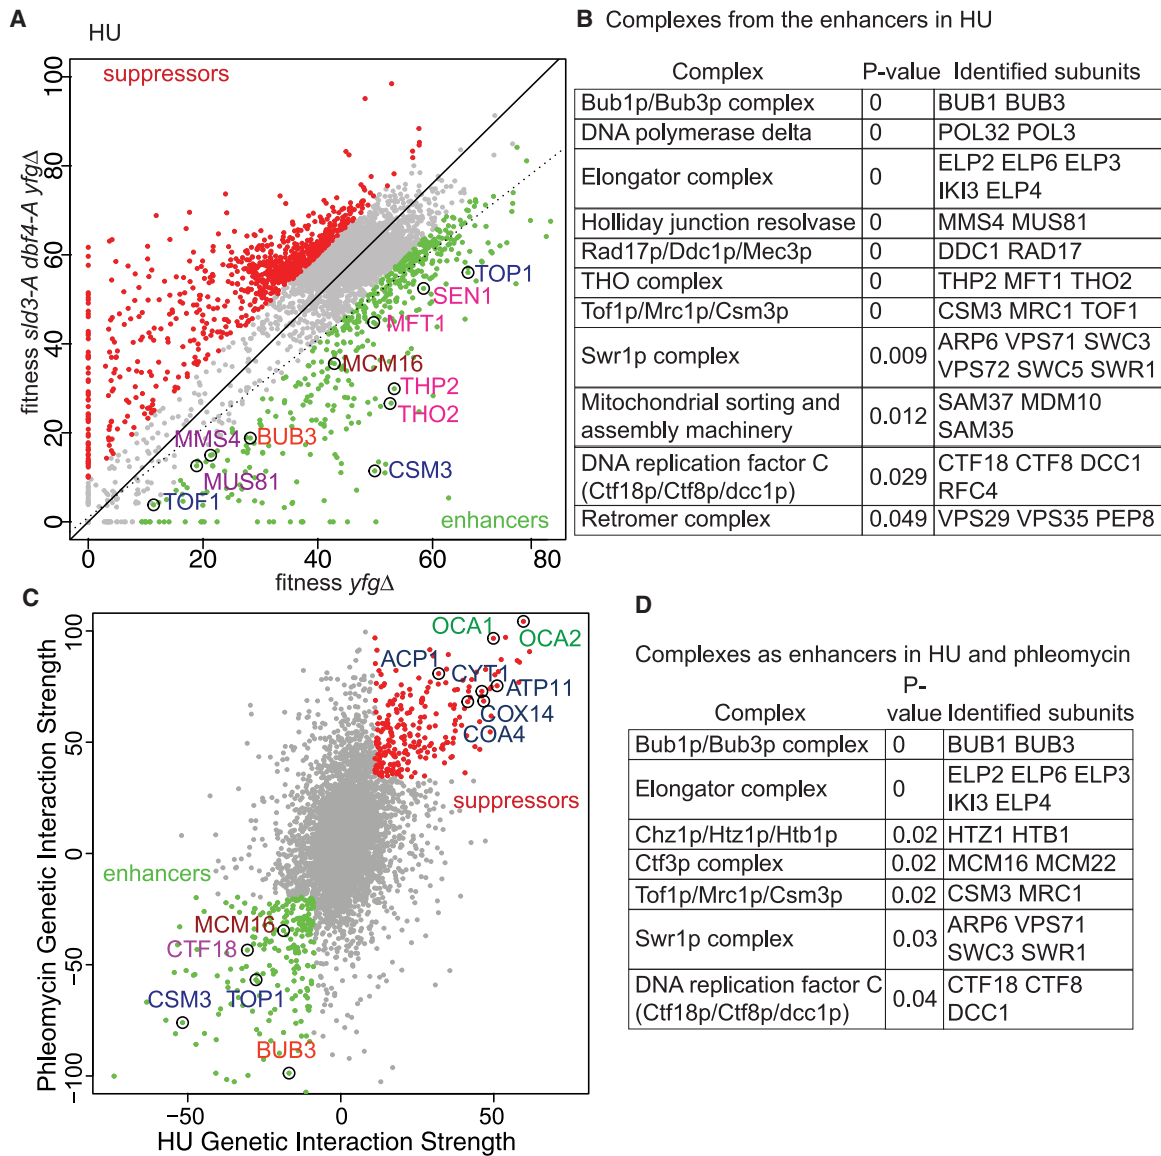 A
HU
suppressors
enhancers
TOP1
SEN1
MFT1
MCM16
THP2
THO2
MMS4
BUB3
MUS81
CSM3
TOF1
fitness sld3-A dbf4-A yfgΔ
0
20
40
60
80
100
0
20
40
60
80
fitness yfgΔ
B Complexes from the enhancers in HU
Complex P-value Identified subunits
Bub1p/Bub3p complex 0 BUB1 BUB3
DNA polymerase delta 0 POL32 POL3
Elongator complex 0 ELP2 ELP6 ELP3
IKI3 ELP4
Holliday junction resolvase 0 MMS4 MUS81
Rad17p/Ddc1p/Mec3p 0 DDC1 RAD17
THO complex 0 THP2 MFT1 THO2
Tof1p/Mrc1p/Csm3p 0 CSM3 MRC1 TOF1
Swr1p complex 0.009 ARP6 VPS71 SWC3
VPS72 SWC5 SWR1
Mitochondrial sorting and 0.012 SAM37 MDM10
assembly machinery SAM35
DNA replication factor C 0.029 CTF18 CTF8 DCC1
(Ctf18p/Ctf8p/dcc1p) RFC4
Retromer complex 0.049 VPS29 VPS35 PEP8
C
OCA1
OCA2
ACP1
CYT1
ATP11
COX14
COA4
suppressors
enhancers
MCM16
CTF18
CSM3
TOP1
BUB3
Phleomycin Genetic Interaction Strength
100
50
0
−50
−100
−50
0
50
HU Genetic Interaction Strength
D
Complexes as enhancers in HU and phleomycin
P-
Complex value Identified subunits
Bub1p/Bub3p complex 0 BUB1 BUB3
Elongator complex 0 ELP2 ELP6 ELP3
IKI3 ELP4
Chz1p/Htz1p/Htb1p 0.02 HTZ1 HTB1
Ctf3p complex 0.02 MCM16 MCM22
Tof1p/Mrc1p/Csm3p 0.02 CSM3 MRC1
Swr1p complex 0.03 ARP6 VPS71
SWC3 SWR1
DNA replication factor C 0.04 CTF18 CTF8
(Ctf18p/Ctf8p/dcc1p) DCC1